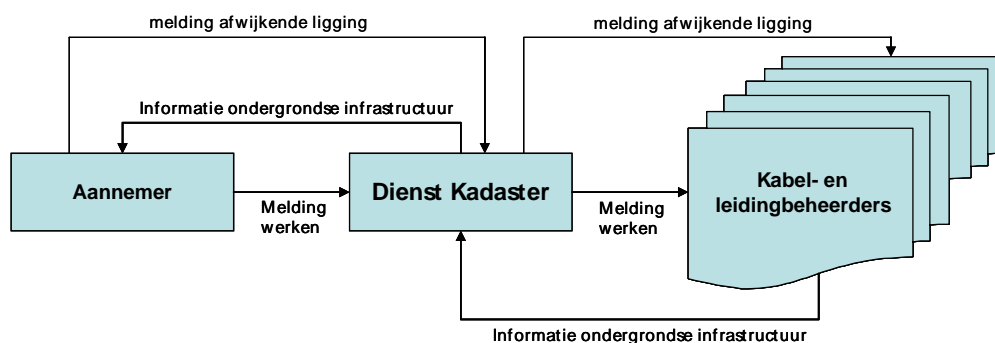 melding afwijkende ligging
melding afwijkende ligging
Informatie ondergrondse infrastructuur
Aannemer
Melding
werken
Dienst Kadaster
Melding
werken
Kabel- en
leidingbeheerders
Informatie ondergrondse infrastructuur